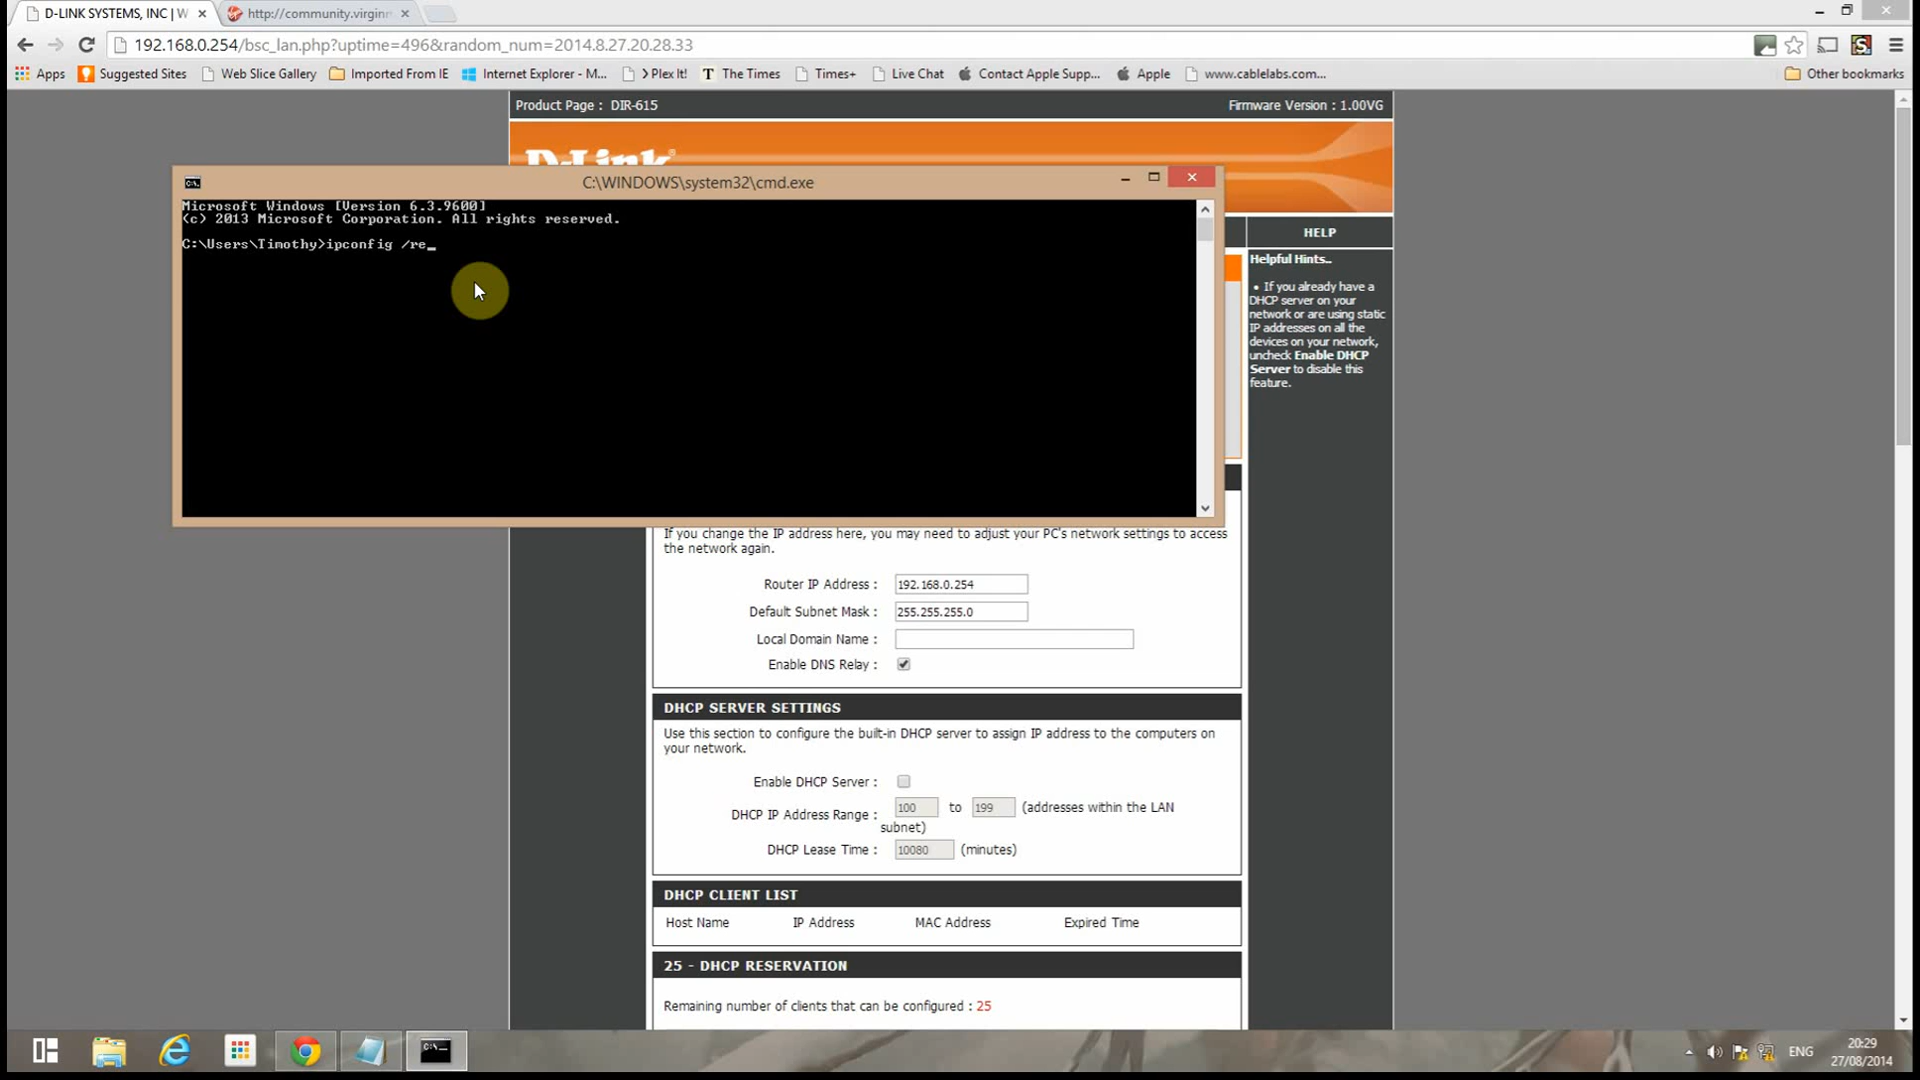 D-LINK SYSTEMS, INC | W
http://community.virginm
192.168.0.254/bsc_lan.php?uptime=496&random_num=2014.8.27.20.28.33
Apps
Suggested Sites
Web Slice Gallery
Imported From IE
Internet Explorer - M...
> Plex It!
T The Times
Times+
Live Chat
Contact Apple Supp...
Apple
www.cablelabs.com...
Other bookmarks
Product Page : DIR-615
Firmware Version : 1.00VG
D-Link
C:\WINDOWS\system32\cmd.exe
Microsoft Windows [Version 6.3.9600]
(c) 2013 Microsoft Corporation. All rights reserved.
C:\Users\Timothy>ipconfig /re_
HELP
Helpful Hints..
• If you already have a
DHCP server on your
network or are using static
IP addresses on all the
devices on your network,
uncheck Enable DHCP
Server to disable this
feature.
If you change the IP address here, you may need to adjust your PC's network settings to access
the network again.
Router IP Address : 192.168.0.254
Default Subnet Mask : 255.255.255.0
Local Domain Name :
Enable DNS Relay :
DHCP SERVER SETTINGS
Use this section to configure the built-in DHCP server to assign IP address to the computers on
your network.
Enable DHCP Server :
DHCP IP Address Range : 100 to 199 (addresses within the LAN
subnet)
DHCP Lease Time : 10080 (minutes)
DHCP CLIENT LIST
Host Name IP Address MAC Address Expired Time
25 - DHCP RESERVATION
Remaining number of clients that can be configured : 25
ENG
20:29
27/08/2014